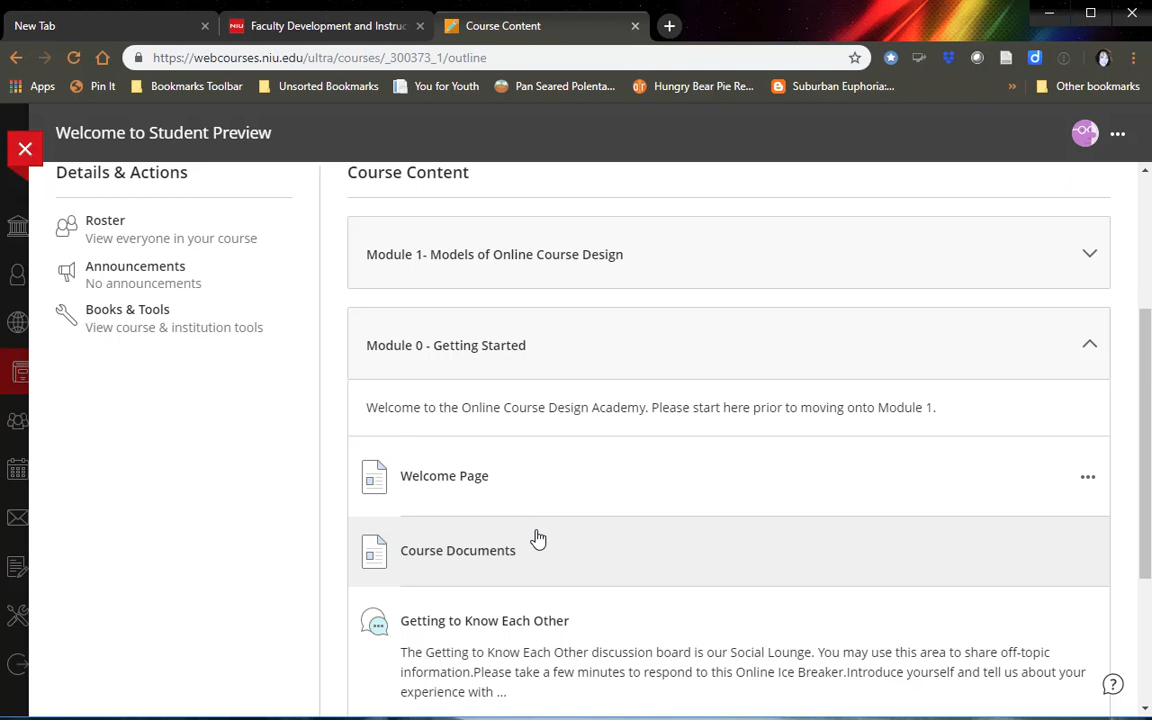 New Tab
NIU
Faculty Development and Instruc
Course Content
https://webcourses.niu.edu/ultra/courses/_300373_1/outline
Apps
Pin It
Bookmarks Toolbar
Unsorted Bookmarks
You for Youth
Pan Seared Polenta...
Hungry Bear Pie Re...
Suburban Euphoria:...
Other bookmarks
Welcome to Student Preview
Details & Actions
Roster
View everyone in your course
Announcements
No announcements
Books & Tools
View course & institution tools
Course Content
Module 1- Models of Online Course Design
Module 0 - Getting Started
Welcome to the Online Course Design Academy. Please start here prior to moving onto Module 1.
Welcome Page
Course Documents
Getting to Know Each Other
The Getting to Know Each Other discussion board is our Social Lounge. You may use this area to share off-topic
information.Please take a few minutes to respond to this Online Ice Breaker.Introduce yourself and tell us about your
experience with ...